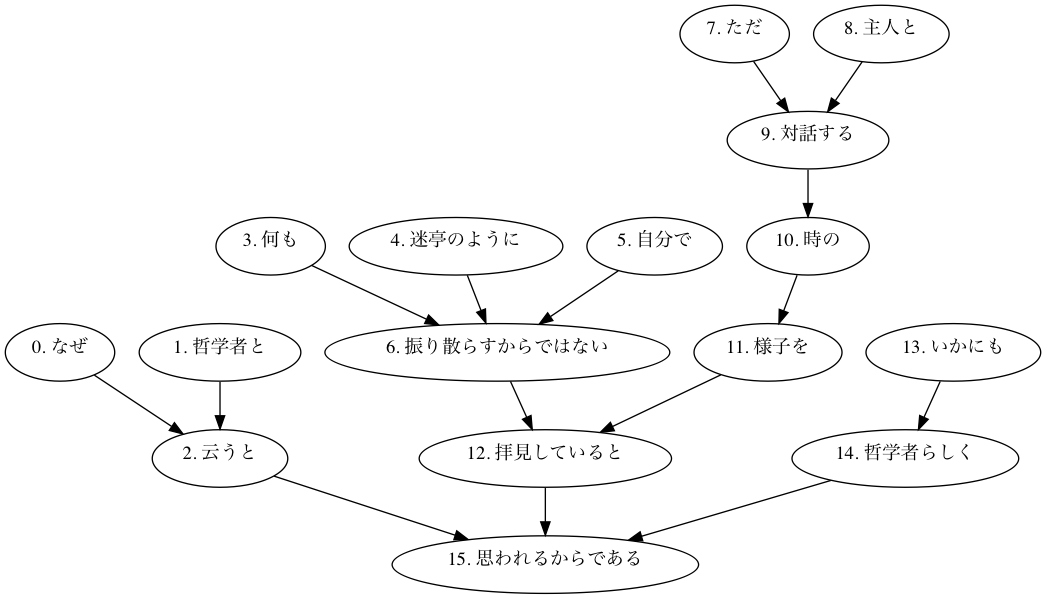 7. ただ
8. 主人と
9. 対話する
3. 何も
4. 迷亭のように
5. 自分で
10. 時の
0. なぜ
1. 哲学者と
6. 振り散らすからではない
11. 様子を
13. いかにも
2. 云うと
12. 拝見していると
14. 哲学者らしく
15. 思われるからである